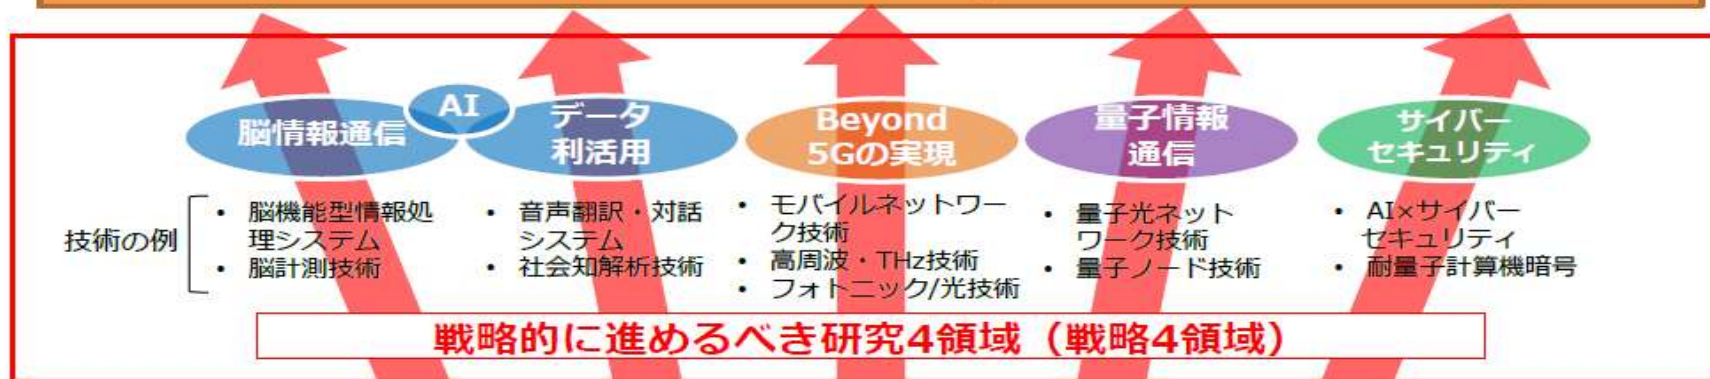 脳情報通信
AI
データ
利活用
Beyond
5Gの実現
量子情報
通信
サイバー
セキュリティ
技術の例
• 脳機能型情報処
理システム
• 脳計測技術
• 音声翻訳・対話
システム
• 社会知解析技術
• モバイルネットワー
ク技術
• 高周波・THz技術
• フォトニック/光技術
• 量子光ネット
ワーク技術
• 量子ノード技術
• AI×サイバー
セキュリティ
• 耐量子計算機暗号
戦略的に進めるべき研究4領域（戦略4領域）